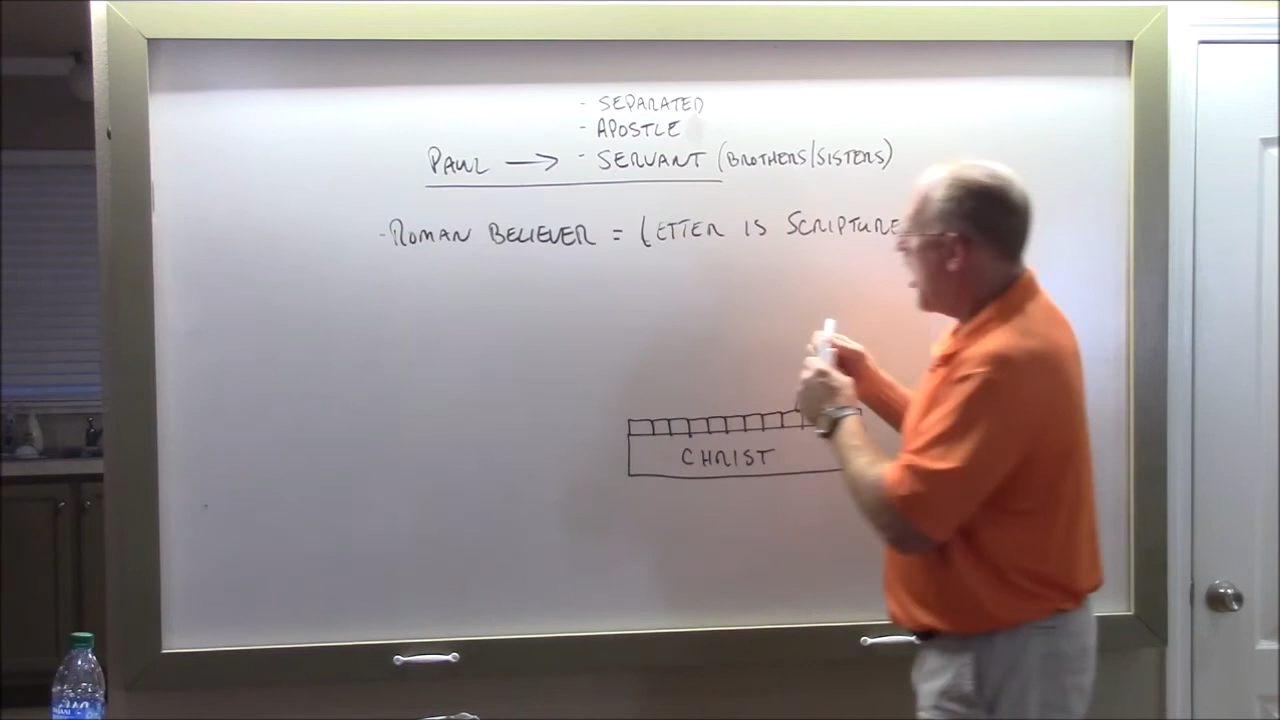 - SEPARATED
- APOSTLE
PAUL → - SERVANT (BROTHERS/SISTERS)
- ROMAN BELIEVER = LETTER IS SCRIPTURE
CHRIST